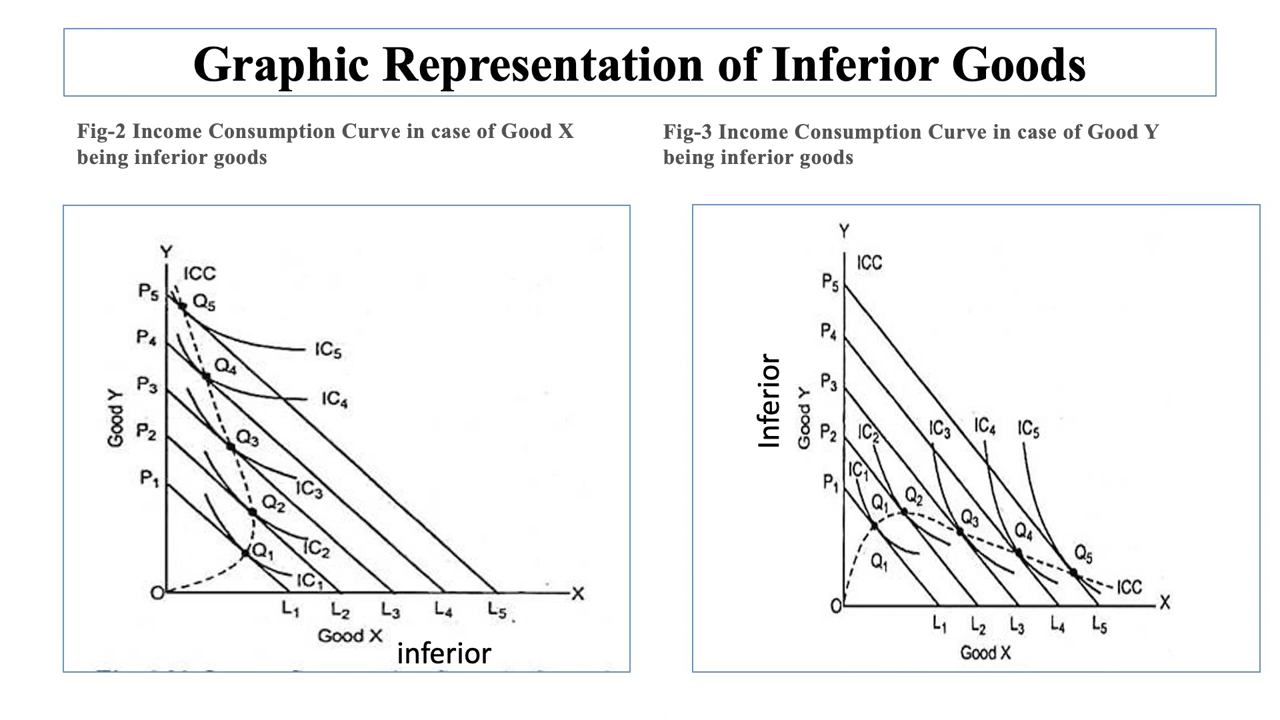 Graphic Representation of Inferior Goods
Fig-2 Income Consumption Curve in case of Good X
being inferior goods
Fig-3 Income Consumption Curve in case of Good Y
being inferior goods
Y
ICC
P5
Q5
P4
IC5
Q4
P3
IC4
Good Y
P2
Q3
P1
IC3
Q2
IC2
Q1
IC1
O
X
L1 L2 L3 L4 L5
Good X
inferior
Y
ICC
P5
P4
Inferior
Good Y
P3
P2
IC2
IC3
IC4
IC5
P1
IC1
Q1
Q2
Q3
Q4
Q5
Q1
ICC
O
X
L1 L2 L3 L4 L5
Good X